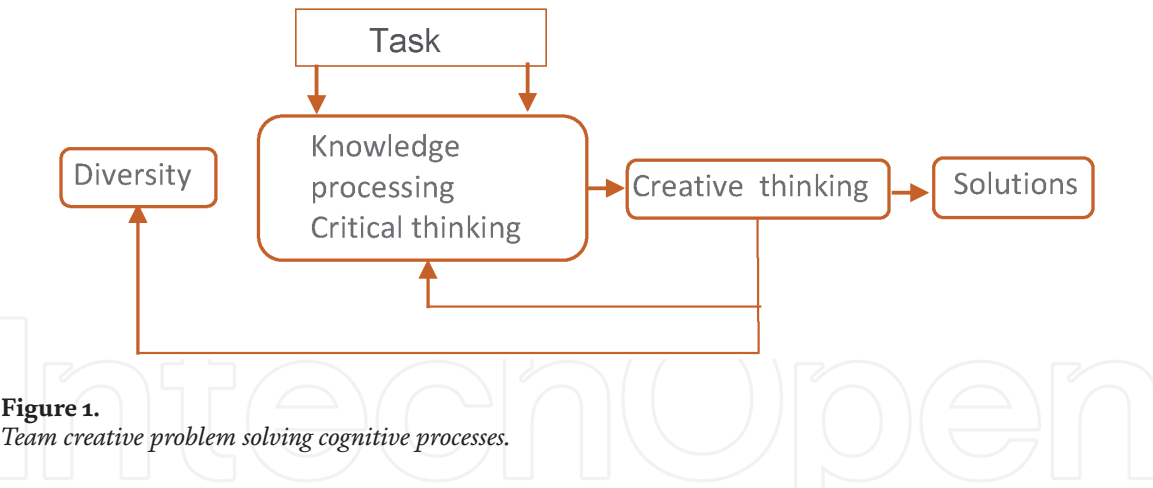 Task
Knowledge
processing
Critical thinking
Diversity
Creative thinking
Solutions
Figure 1.
Team creative problem solving cognitive processes.
IntechOpen